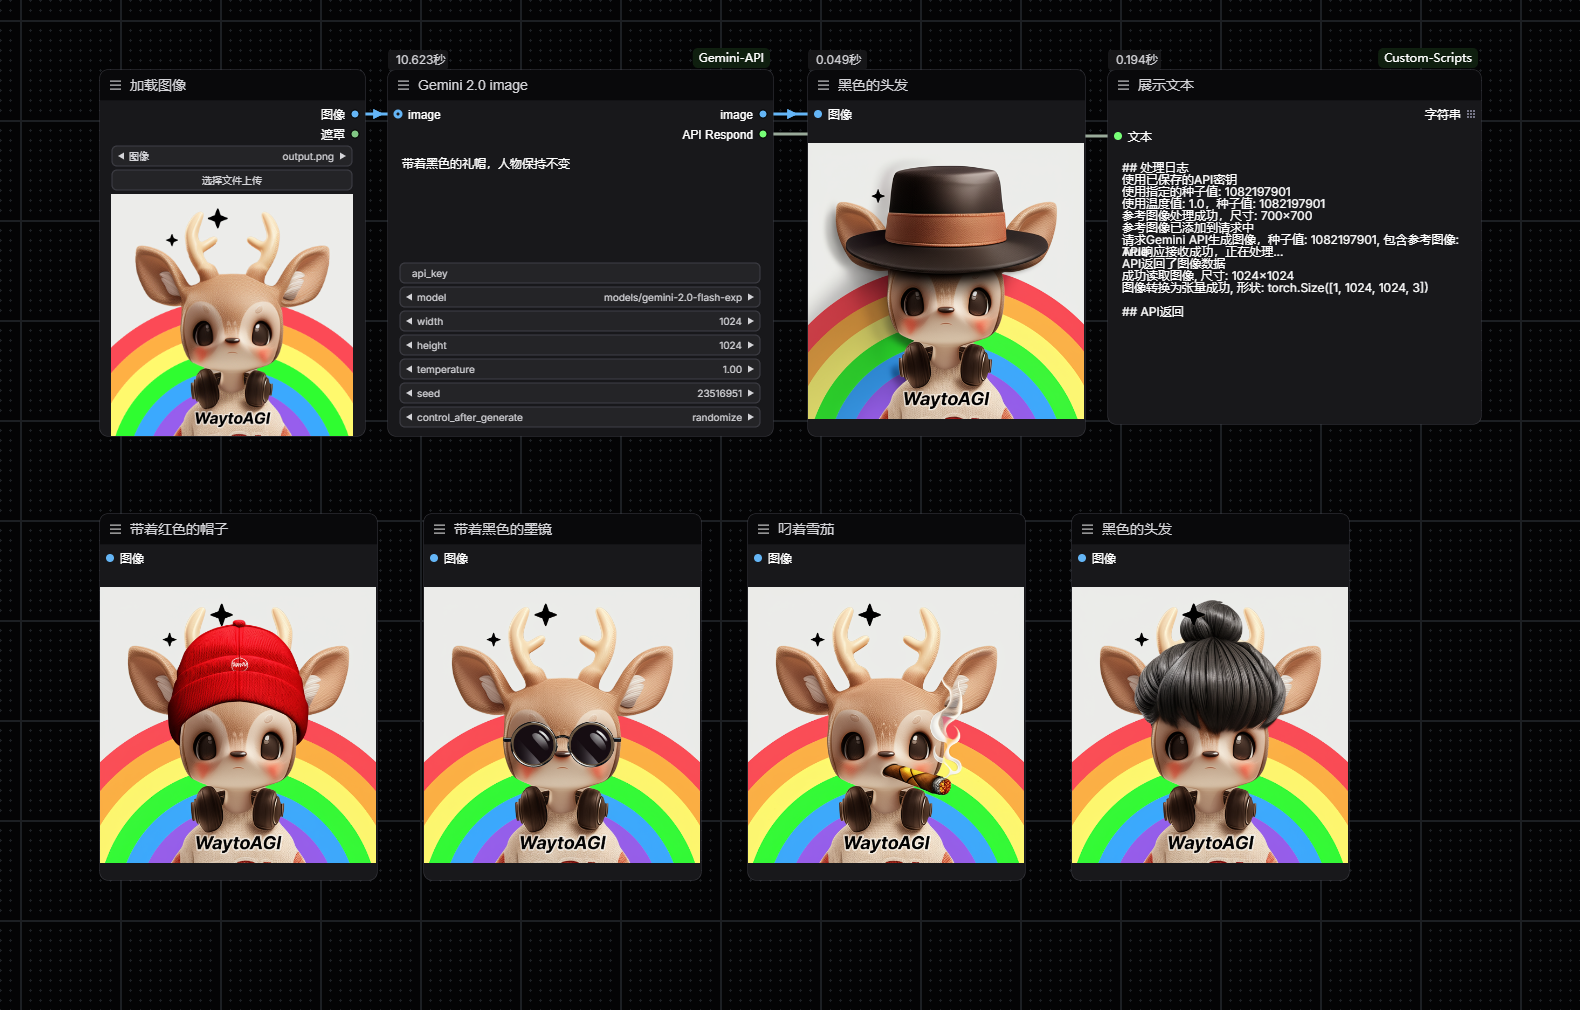 10.623秒
Gemini-API
0.049秒
0.194秒
Custom-Scripts
加载图像
Gemini 2.0 image
黑色的头发
展示文本
图像
遮罩
图像
output.png
选择文件上传
WaytoAGI
image
image
API Respond
带着黑色的礼帽，人物保持不变
api_key
model
models/gemini-2.0-flash-exp
width
1024
height
1024
temperature
1.00
seed
23516951
control_after_generate
randomize
图像
WaytoAGI
字符串
文本
## 处理日志
使用已保存的API密钥
使用指定的种子值: 1082197901
使用温度值: 1.0，种子值: 1082197901
参考图像处理成功，尺寸: 700×700
参考图像已添加到请求中
请求Gemini API生成图像，种子值: 1082197901, 包含参考图像:
响应接收成功，正在处理...
API返回了图像数据
成功读取图像, 尺寸: 1024×1024
图像转换为张量成功, 形状: torch.Size([1, 1024, 1024, 3])
## API返回
带着红色的帽子
图像
WaytoAGI
带着黑色的墨镜
图像
WaytoAGI
叼着雪茄
图像
WaytoAGI
黑色的头发
图像
WaytoAGI